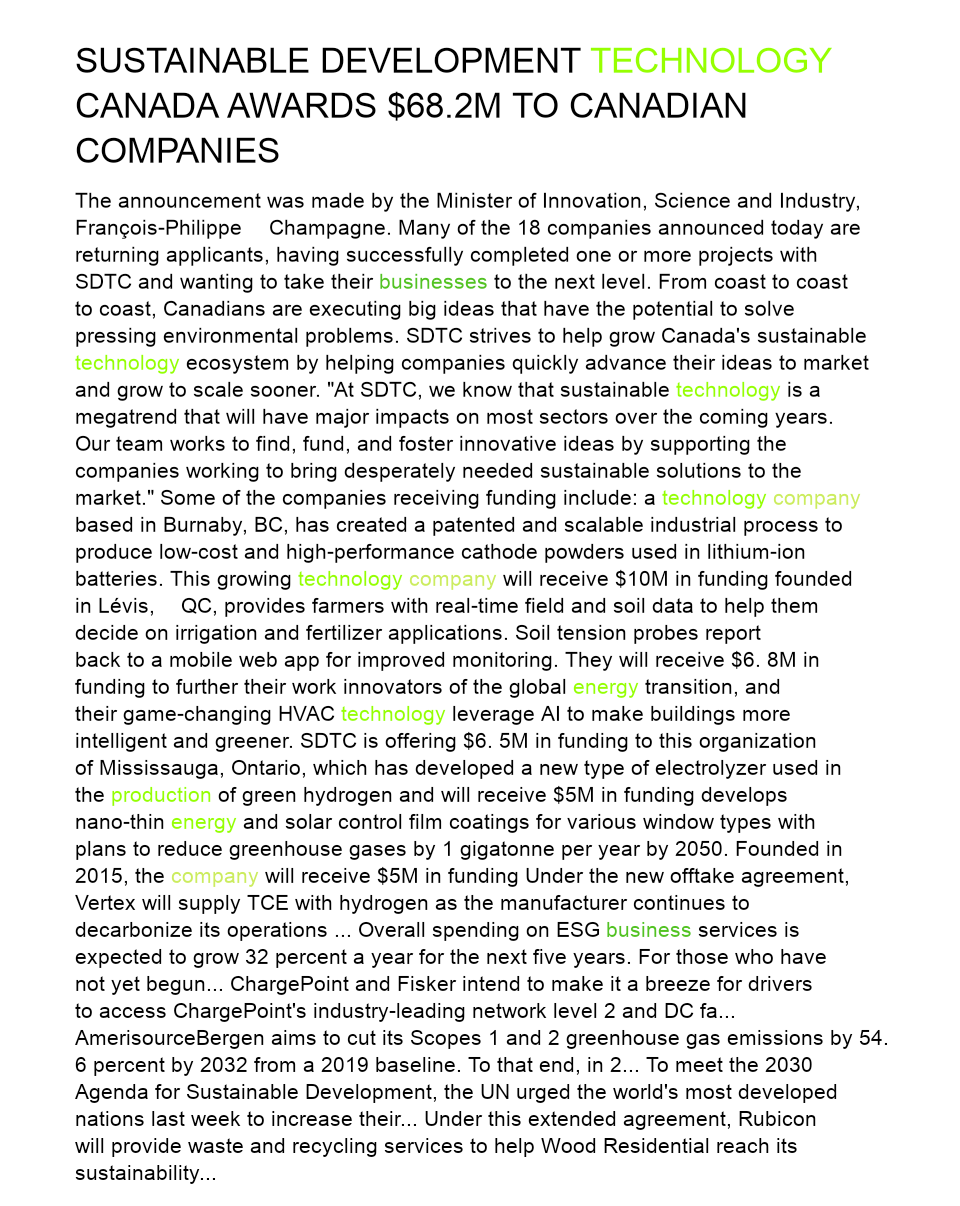 SUSTAINABLE DEVELOPMENT TECHNOLOGY
CANADA AWARDS $68.2M TO CANADIAN
COMPANIES
The announcement was made by the Minister of Innovation, Science and Industry,
François-Philippe Champagne. Many of the 18 companies announced today are
returning applicants, having successfully completed one or more projects with
SDTC and wanting to take their businesses to the next level. From coast to coast
to coast, Canadians are executing big ideas that have the potential to solve
pressing environmental problems. SDTC strives to help grow Canada's sustainable
technology ecosystem by helping companies quickly advance their ideas to market
and grow to scale sooner. "At SDTC, we know that sustainable technology is a
megatrend that will have major impacts on most sectors over the coming years.
Our team works to find, fund, and foster innovative ideas by supporting the
companies working to bring desperately needed sustainable solutions to the
market." Some of the companies receiving funding include: a technology company
based in Burnaby, BC, has created a patented and scalable industrial process to
produce low-cost and high-performance cathode powders used in lithium-ion
batteries. This growing technology company will receive $10M in funding founded
in Lévis, QC, provides farmers with real-time field and soil data to help them
decide on irrigation and fertilizer applications. Soil tension probes report
back to a mobile web app for improved monitoring. They will receive $6. 8M in
funding to further their work innovators of the global energy transition, and
their game-changing HVAC technology leverage AI to make buildings more
intelligent and greener. SDTC is offering $6. 5M in funding to this organization
of Mississauga, Ontario, which has developed a new type of electrolyzer used in
the production of green hydrogen and will receive $5M in funding develops
nano-thin energy and solar control film coatings for various window types with
plans to reduce greenhouse gases by 1 gigatonne per year by 2050. Founded in
2015, the company will receive $5M in funding Under the new offtake agreement,
Vertex will supply TCE with hydrogen as the manufacturer continues to
decarbonize its operations ... Overall spending on ESG business services is
expected to grow 32 percent a year for the next five years. For those who have
not yet begun... ChargePoint and Fisker intend to make it a breeze for drivers
to access ChargePoint's industry-leading network level 2 and DC fa...
AmerisourceBergen aims to cut its Scopes 1 and 2 greenhouse gas emissions by 54.
6 percent by 2032 from a 2019 baseline. To that end, in 2... To meet the 2030
Agenda for Sustainable Development, the UN urged the world's most developed
nations last week to increase their... Under this extended agreement, Rubicon
will provide waste and recycling services to help Wood Residential reach its
sustainability...